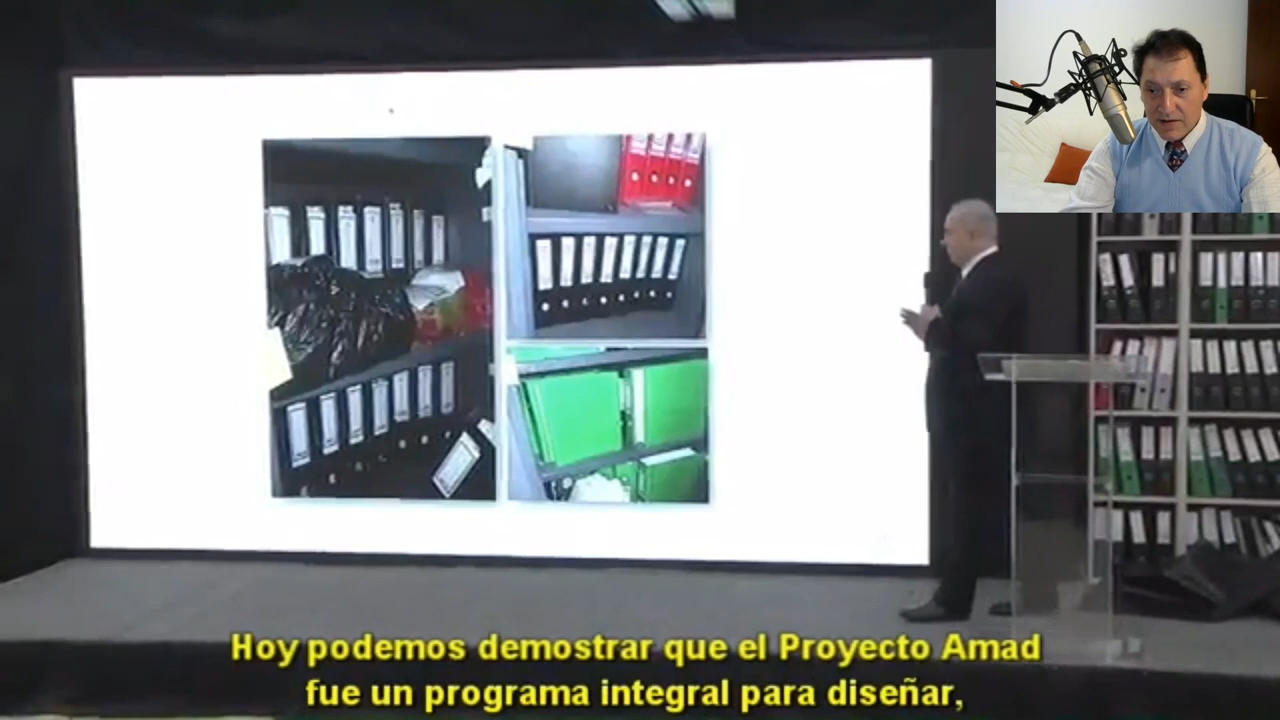 Hoy podemos demostrar que el Proyecto Amad
fue un programa integral para diseñar,